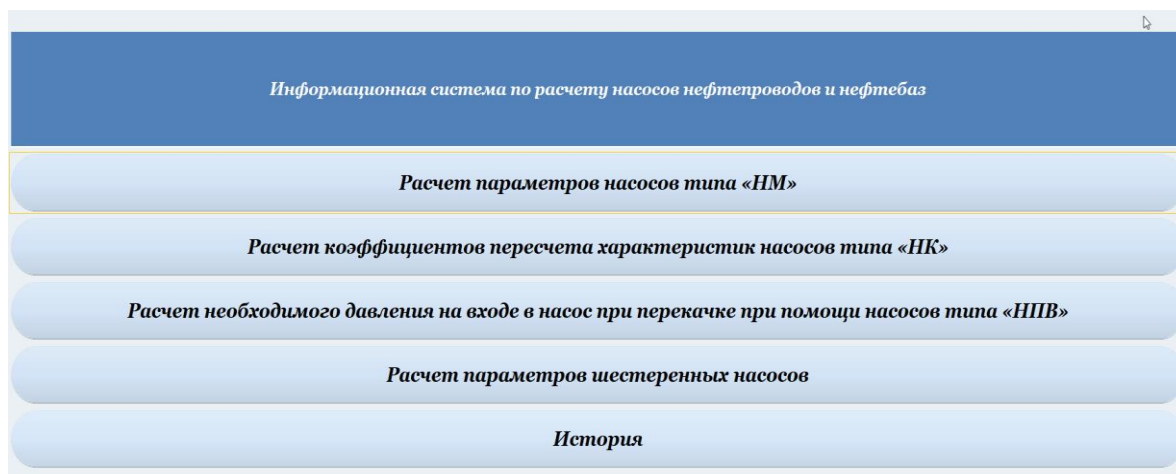 Информационная система по расчету насосов нефтепроводов и нефтебаз
Расчет параметров насосов типа «НМ»
Расчет коэффициентов пересчета характеристик насосов типа «НК»
Расчет необходимого давления на входе в насос при перекачке при помощи насосов типа «НПВ»
Расчет параметров шестеренных насосов
История